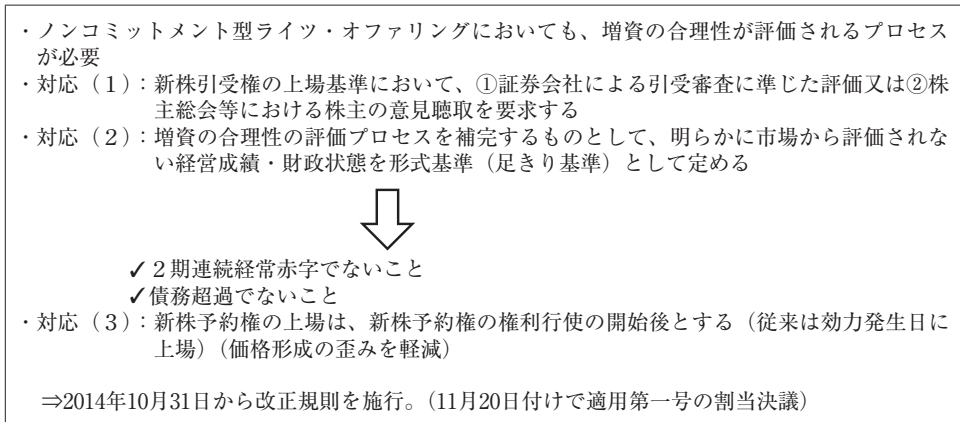 ・ノンコミットメント型ライツ・オファリングにおいても、増資の合理性が評価されるプロセス
が必要
・対応（１）：新株引受権の上場基準において、①証券会社による引受審査に準じた評価又は②株
主総会等における株主の意見聴取を要求する
・対応（２）：増資の合理性の評価プロセスを補完するものとして、明らかに市場から評価されな
い経営成績・財政状態を形式基準（足きり基準）として定める
✓２期連続経常赤字でないこと
✓債務超過でないこと
・対応（３）：新株予約権の上場は、新株予約権の権利行使の開始後とする（従来は効力発生日に
上場）（価格形成の歪みを軽減）
⇒2014年10月31日から改正規則を施行。（11月20日付けで適用第一号の割当決議）